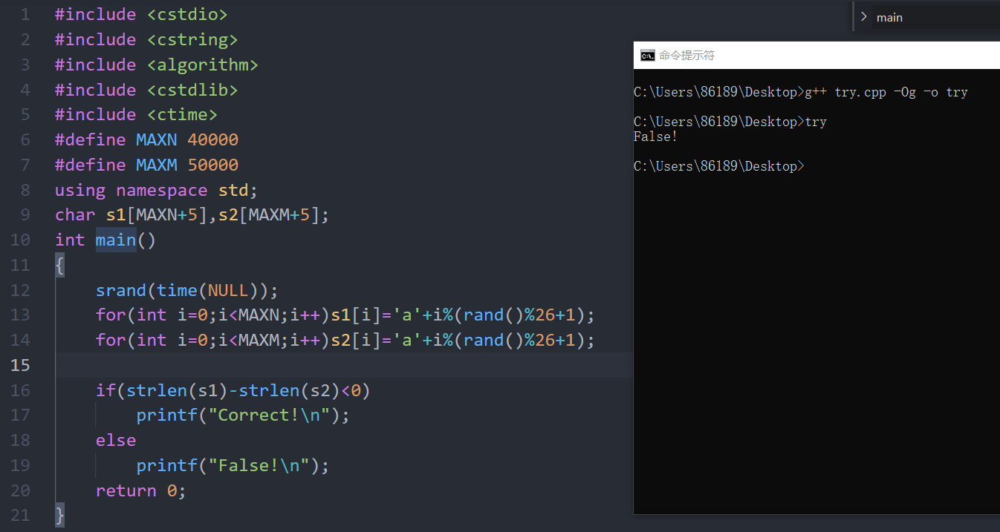 1 #include <cstdio>
2 #include <cstring>
3 #include <algorithm>
4 #include <cstdlib>
5 #include <ctime>
6 #define MAXN 40000
7 #define MAXM 50000
8 using namespace std;
9 char s1[MAXN+5],s2[MAXM+5];
10 int main()
11 {
12     srand(time(NULL));
13     for(int i=0;i<MAXN;i++)s1[i]='a'+i%(rand()%26+1);
14     for(int i=0;i<MAXM;i++)s2[i]='a'+i%(rand()%26+1);
15
16     if(strlen(s1)-strlen(s2)<0)
17         printf("Correct!\n");
18     else
19         printf("False!\n");
20     return 0;
21 }
> main
命令提示符
C:\Users\86189\Desktop>g++ try.cpp -Og -o try
C:\Users\86189\Desktop>try
False!
C:\Users\86189\Desktop>